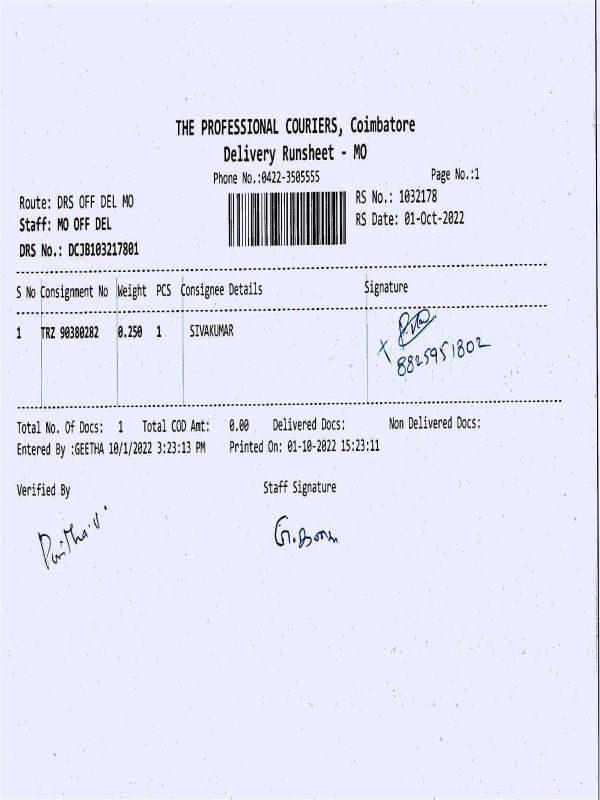 THE PROFESSIONAL COURIERS, Coimbatore
Delivery Runsheet - MO
Phone No.:0422-3505555 Page No.:1
Route: DRS OFF DEL MO RS No.: 1032178
Staff: MO OFF DEL RS Date: 01-Oct-2022
DRS No.: DCJB103217801
S No Consignment No Weight PCS Consignee Details Signature
1 TRZ 90380282 0.250 1 SIVAKUMAR
8825951802
Total No. Of Docs: 1 Total COD Amt: 0.00 Delivered Docs: Non Delivered Docs:
Entered By :GEETHA 10/1/2022 3:23:13 PM Printed On: 01-10-2022 15:23:11
Verified By Staff Signature